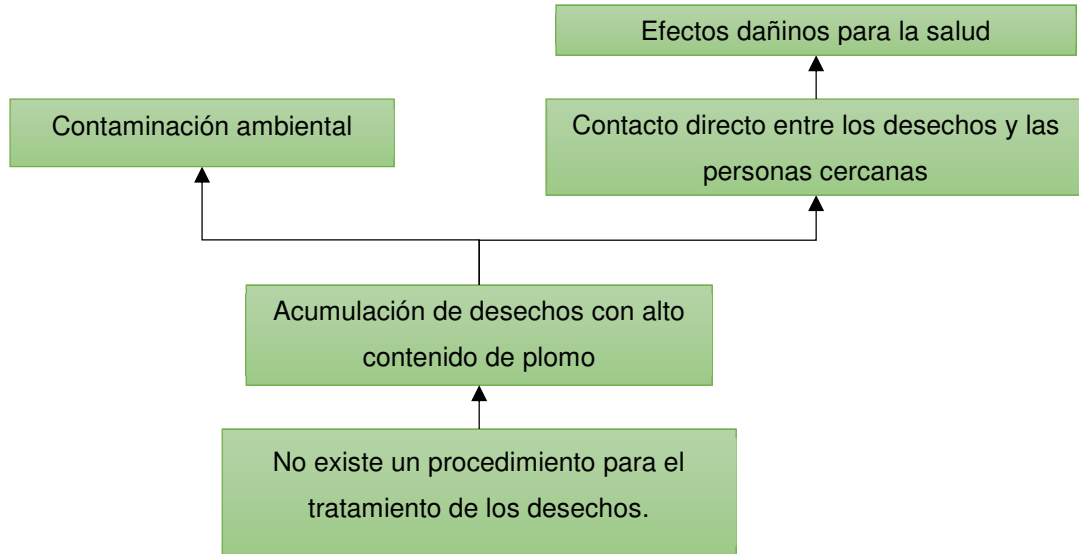 Efectos dañinos para la salud
Contaminación ambiental
Contacto directo entre los desechos y las
personas cercanas
Acumulación de desechos con alto
contenido de plomo
No existe un procedimiento para el
tratamiento de los desechos.